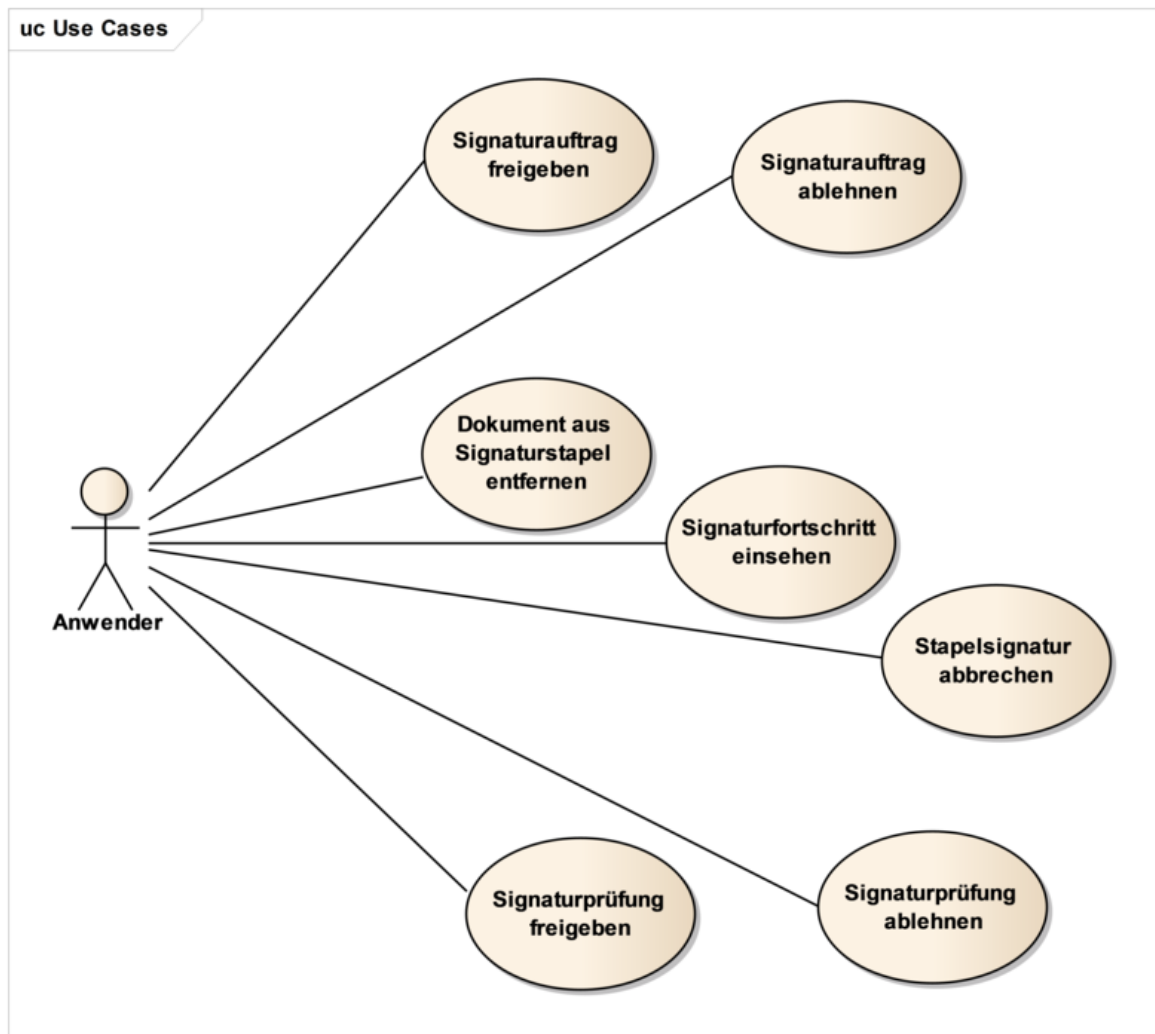 uc Use Cases
Signaturauftrag
freigeben
Signaturauftrag
ablehnen
Dokument aus
Signaturstapel
entfernen
Signaturfortschritt
einsehen
Anwender
Stapelsignatur
abbrechen
Signaturprüfung
freigeben
Signaturprüfung
ablehnen